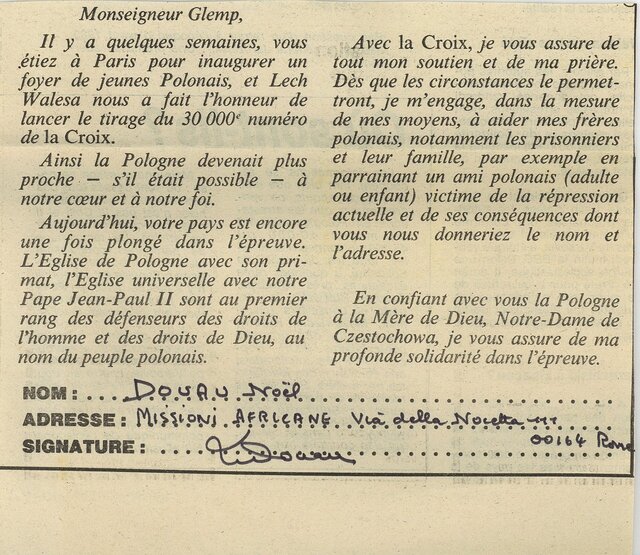 Monseigneur Glemp,
Il y a quelques semaines, vous
étiez à Paris pour inaugurer un
foyer de jeunes Polonais, et Lech
Walesa nous a fait l'honneur de
lancer le tirage du 30 000e numéro
de la Croix.
Ainsi la Pologne devenait plus
proche — s'il était possible — à
notre cœur et à notre foi.
Aujourd'hui, votre pays est encore
une fois plongé dans l'épreuve.
L'Eglise de Pologne avec son pri-
mat, l'Eglise universelle avec notre
Pape Jean-Paul II sont au premier
rang des défenseurs des droits de
l'homme et des droits de Dieu, au
nom du peuple polonais.
Avec la Croix, je vous assure de
tout mon soutien et de ma prière.
Dès que les circonstances le permet-
tront, je m'engage, dans la mesure
de mes moyens, à aider mes frères
polonais, notamment les prisonniers
et leur famille, par exemple en
parrainant un ami polonais (adulte
ou enfant) victime de la répression
actuelle et de ses conséquences dont
vous nous donneriez le nom et
l'adresse.
En confiant avec vous la Pologne
à la Mère de Dieu, Notre-Dame de
Czestochowa, je vous assure de ma
profonde solidarité dans l'épreuve.
NOM: DOUAU Noël
ADRESSE: MISSIONI AFRICANE Via della Nocetta 111
00164 Rome
SIGNATURE: Douau